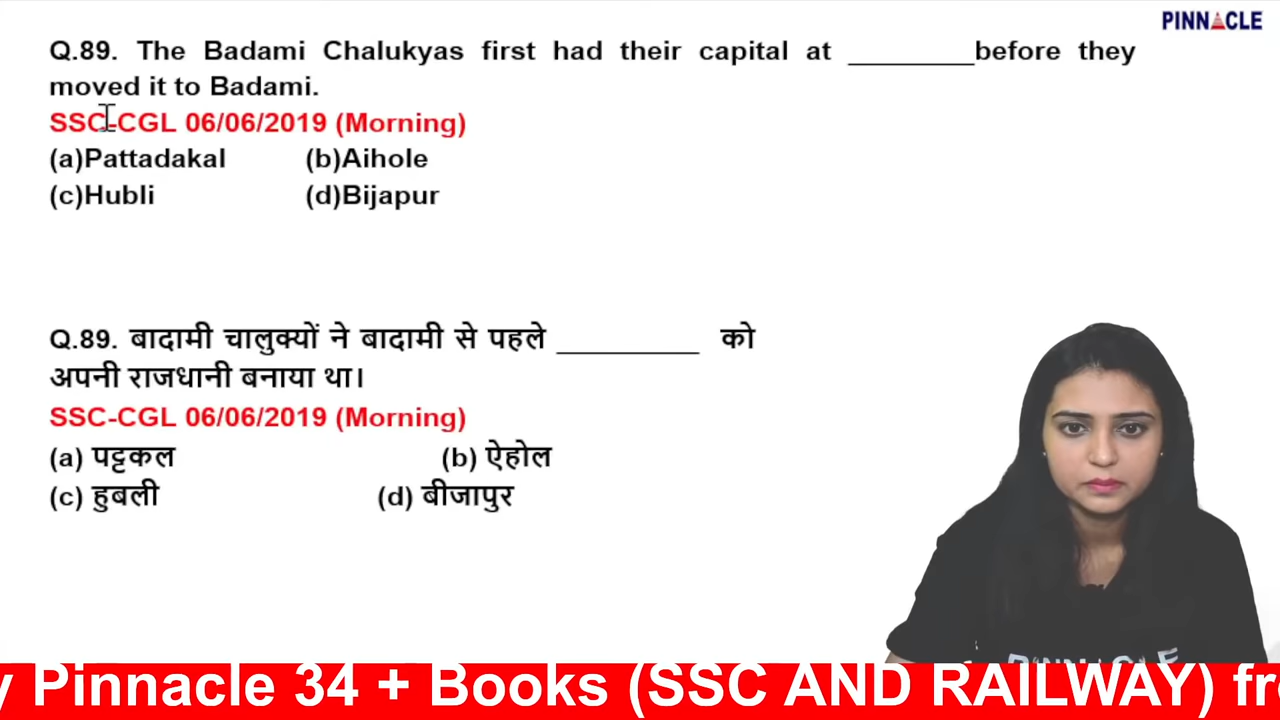 PINNACLE
Q.89. The Badami Chalukyas first had their capital at ________before they
moved it to Badami.
SSC-CGL 06/06/2019 (Morning)
(a)Pattadakal (b)Aihole
(c)Hubli (d)Bijapur
Q.89. बादामी चालुक्यों ने बादामी से पहले _________ को
अपनी राजधानी बनाया था।
SSC-CGL 06/06/2019 (Morning)
(a) पट्टकल (b) ऐहोल
(c) हुबली (d) बीजापुर
PINNACLE
y Pinnacle 34 + Books (SSC AND RAILWAY) fr